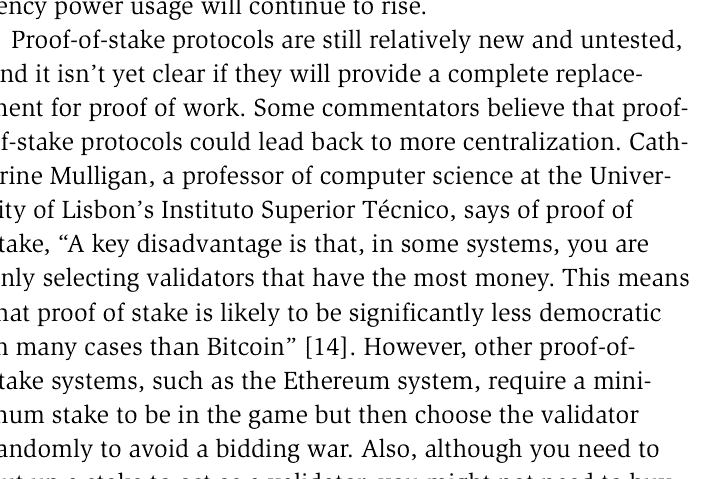 ency power usage will continue to rise.
Proof-of-stake protocols are still relatively new and untested,
nd it isn’t yet clear if they will provide a complete replace-
nent for proof of work. Some commentators believe that proof-
f-stake protocols could lead back to more centralization. Cath-
rine Mulligan, a professor of computer science at the Univer-
ity of Lisbon’s Instituto Superior Técnico, says of proof of
take, “A key disadvantage is that, in some systems, you are
nly selecting validators that have the most money. This means
hat proof of stake is likely to be significantly less democratic
n many cases than Bitcoin” [14]. However, other proof-of-
take systems, such as the Ethereum system, require a mini-
num stake to be in the game but then choose the validator
andomly to avoid a bidding war. Also, although you need to